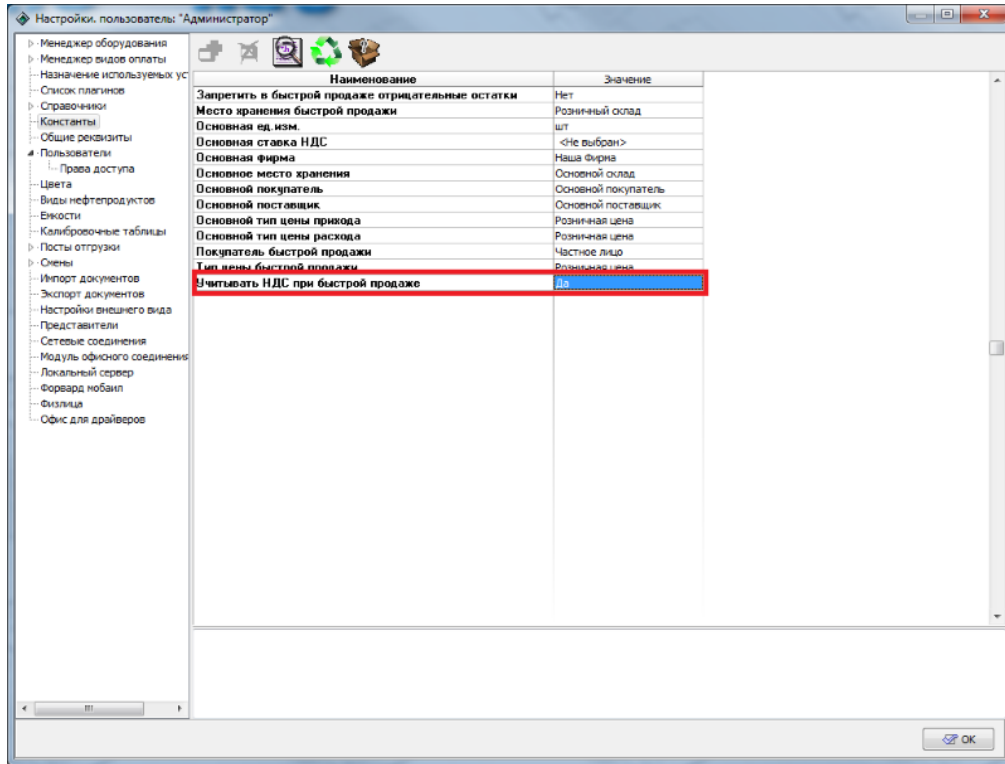 Настройки. пользователь: "Администратор"
Менеджер оборудования
Менеджер видов оплаты
Назначение используемых ус
Список плагинов
Справочники
Константы
Общие реквизиты
Пользователи
Права доступа
Цвета
Виды нефтепродуктов
Емкости
Калибровочные таблицы
Посты отгрузки
Смены
Импорт документов
Экспорт документов
Настройки внешнего вида
Представители
Сетевые соединения
Модуль офисного соединения
Локальный сервер
Форвард мобаил
Физлица
Офис для драйверов
Наименование Значение
Запретить в быстрой продаже отрицательные остатки Нет
Место хранения быстрой продажи Розничный склад
Основная ед.изм. шт
Основная ставка НДС <Не выбран>
Основная фирма Наша Фирма
Основное место хранения Основной склад
Основной покупатель Основной покупатель
Основной поставщик Основной поставщик
Основной тип цены прихода Розничная цена
Основной тип цены расхода Розничная цена
Покупатель быстрой продажи Частное лицо
Тип цены быстрой продажи Розничная цена
Учитывать НДС при быстрой продаже Да
OK